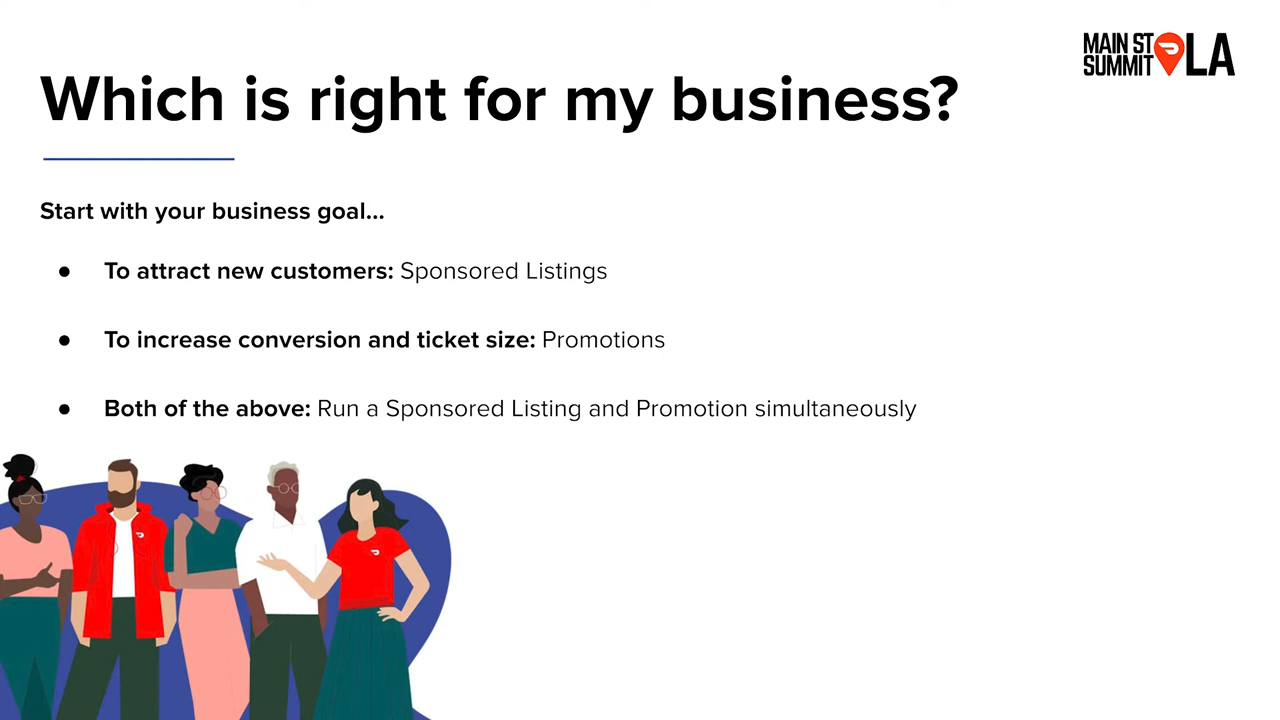 MAIN ST
SUMMIT LA
Which is right for my business?
Start with your business goal...
● To attract new customers: Sponsored Listings
● To increase conversion and ticket size: Promotions
● Both of the above: Run a Sponsored Listing and Promotion simultaneously